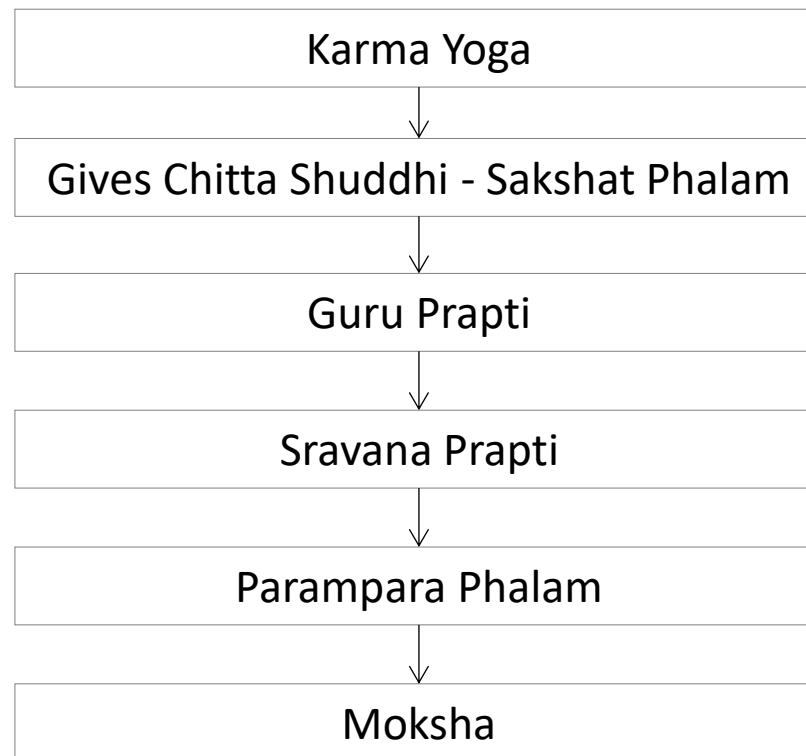 Karma Yoga
Gives Chitta Shuddhi - Sakshat Phalam
Guru Prapti
Sravana Prapti
Parampara Phalam
Moksha